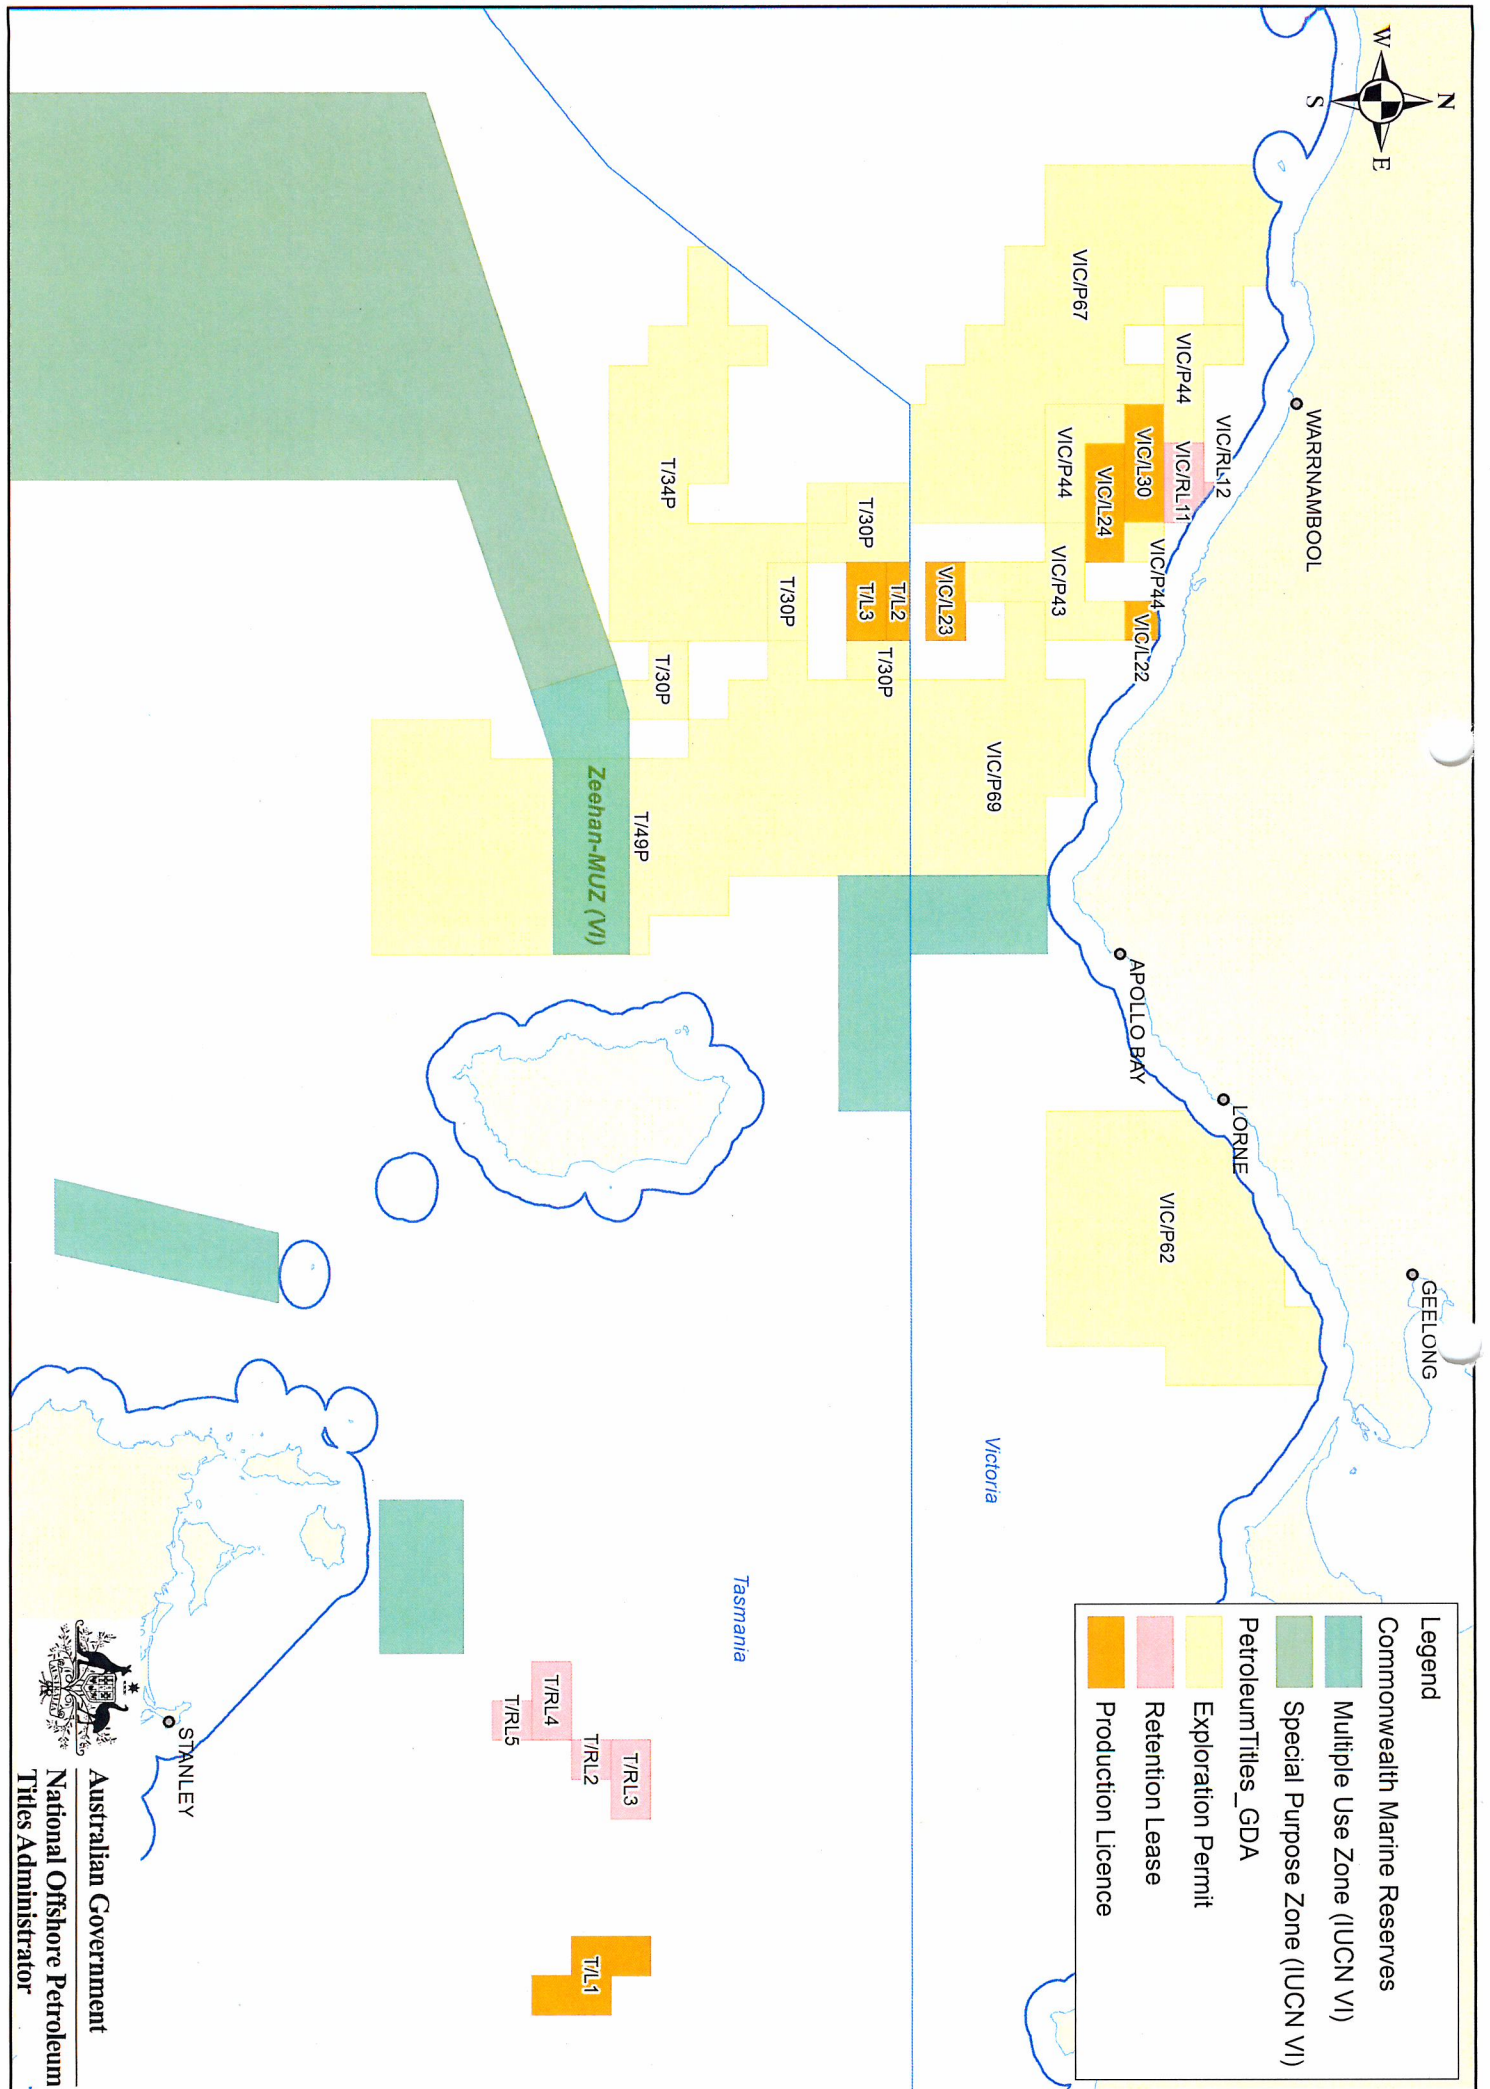 N
W
E
S
WARRNAMBOOL
GEELONG
LORNE
APOLLO BAY
VIC/RL12
VIC/P44
VIC/RL11
VIC/P44
VIC/L30
VIC/L22
VIC/L24
VIC/P67
VIC/P44
VIC/P43
VIC/P62
VIC/P69
VIC/L23
Victoria
T/L2
T/30P
T/L3
T/30P
T/30P
Tasmania
T/34P
T/30P
T/49P
Zeehan-MUZ (VI)
T/RL3
T/RL2
T/RL4
T/RL5
T/L1
STANLEY
Legend
Commonwealth Marine Reserves
Multiple Use Zone (IUCN VI)
Special Purpose Zone (IUCN VI)
PetroleumTitles_GDA
Exploration Permit
Retention Lease
Production Licence
AUSTRALIA
Australian Government
National Offshore Petroleum
Titles Administrator